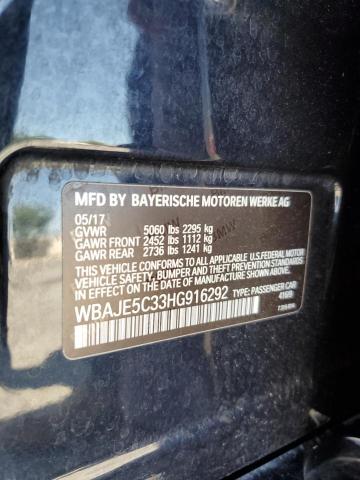 MFD BY BAYERISCHE MOTOREN WERKE AG
05/17
GVWR 5060 lbs 2295 kg
GAWR FRONT 2452 lbs 1112 kg
GAWR REAR 2736 lbs 1241 kg
THIS VEHICLE CONFORMS TO ALL APPLICABLE U.S. FEDERAL MOTOR
VEHICLE SAFETY, BUMPER, AND THEFT PREVENTION STANDARDS
IN EFFECT ON THE DATE OF MANUFACTURE SHOWN ABOVE.
WBAJE5C33HG916292 TYPE: PASSENGER CAR